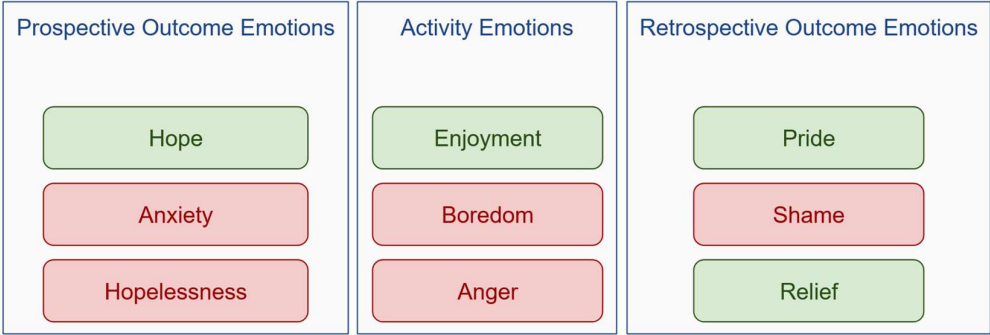 Prospective Outcome Emotions
Hope
Anxiety
Hopelessness
Activity Emotions
Enjoyment
Boredom
Anger
Retrospective Outcome Emotions
Pride
Shame
Relief